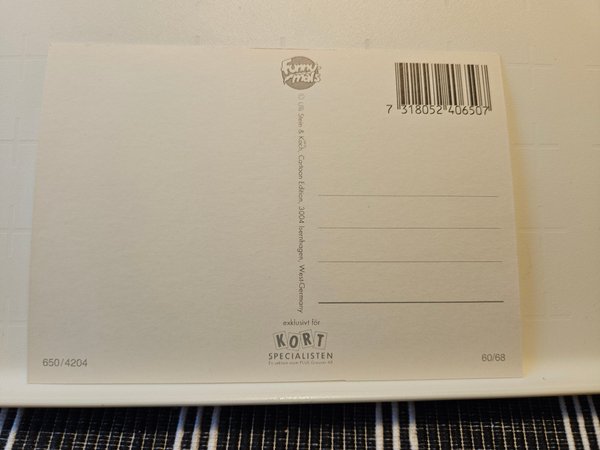 Funny
mails
7 318052 406507
© Uli Stein & Koch, Cartoon Edition, 3004 Isernhagen, West-Germany
exklusivt för
KORT
SPECIALISTEN
650/4204
60/68